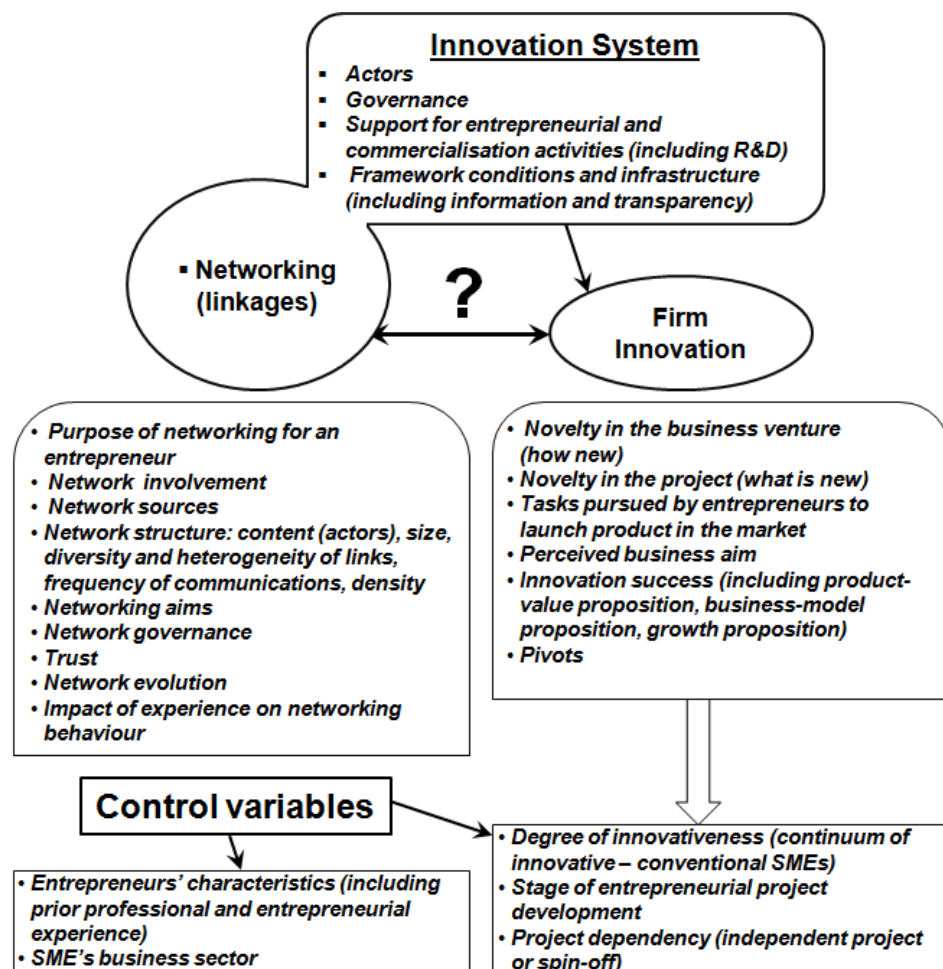 Innovation System
▪ Actors
▪ Governance
▪ Support for entrepreneurial and
commercialisation activities (including R&D)
▪ Framework conditions and infrastructure
(including information and transparency)
▪ Networking
(linkages)
?
Firm
Innovation
• Purpose of networking for an
entrepreneur
• Network involvement
• Network sources
• Network structure: content (actors), size,
diversity and heterogeneity of links,
frequency of communications, density
• Networking aims
• Network governance
• Trust
• Network evolution
• Impact of experience on networking
behaviour
• Novelty in the business venture
(how new)
• Novelty in the project (what is new)
• Tasks pursued by entrepreneurs to
launch product in the market
• Perceived business aim
• Innovation success (including product-
value proposition, business-model
proposition, growth proposition)
• Pivots
Control variables
• Entrepreneurs' characteristics (including
prior professional and entrepreneurial
experience)
• SME's business sector
• Degree of innovativeness (continuum of
innovative – conventional SMEs)
• Stage of entrepreneurial project
development
• Project dependency (independent project
or spin-off)